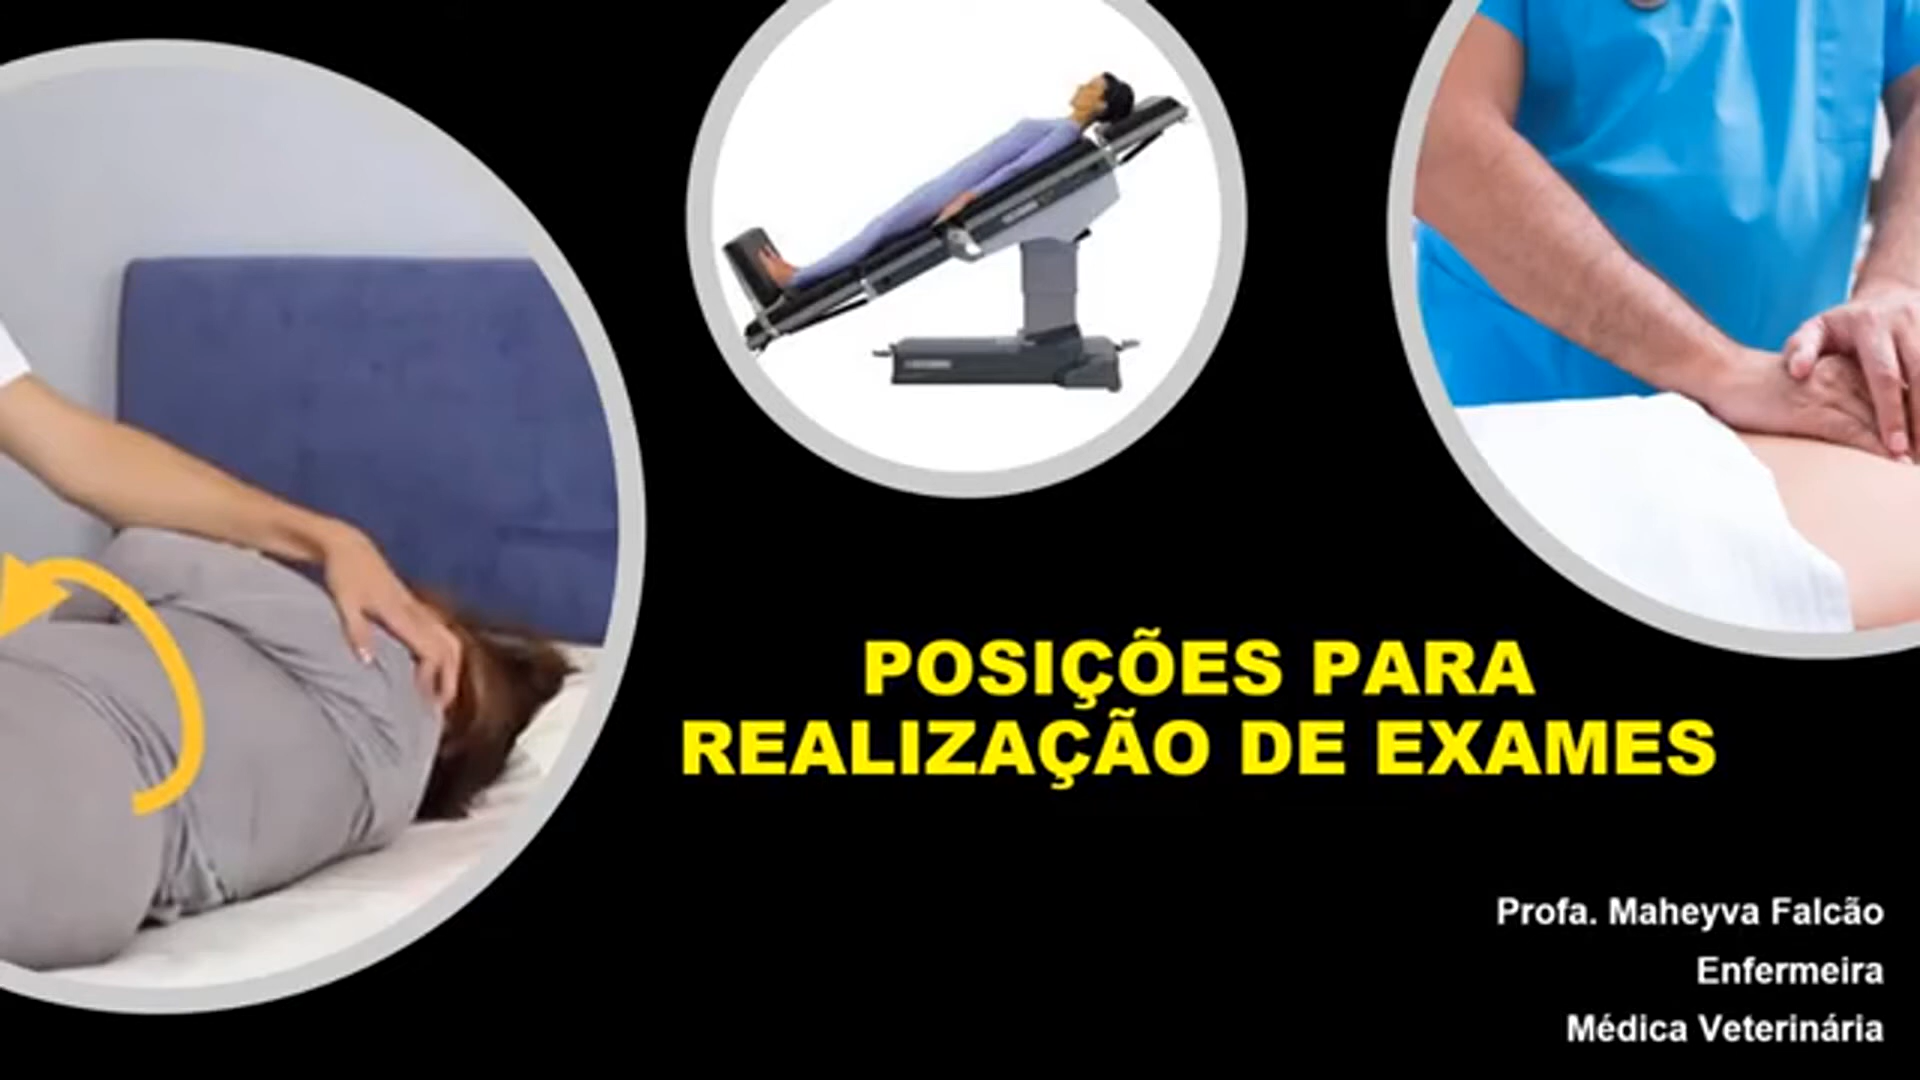 POSIÇÕES PARA
REALIZAÇÃO DE EXAMES
Profa. Maheyva Falcão
Enfermeira
Médica Veterinária